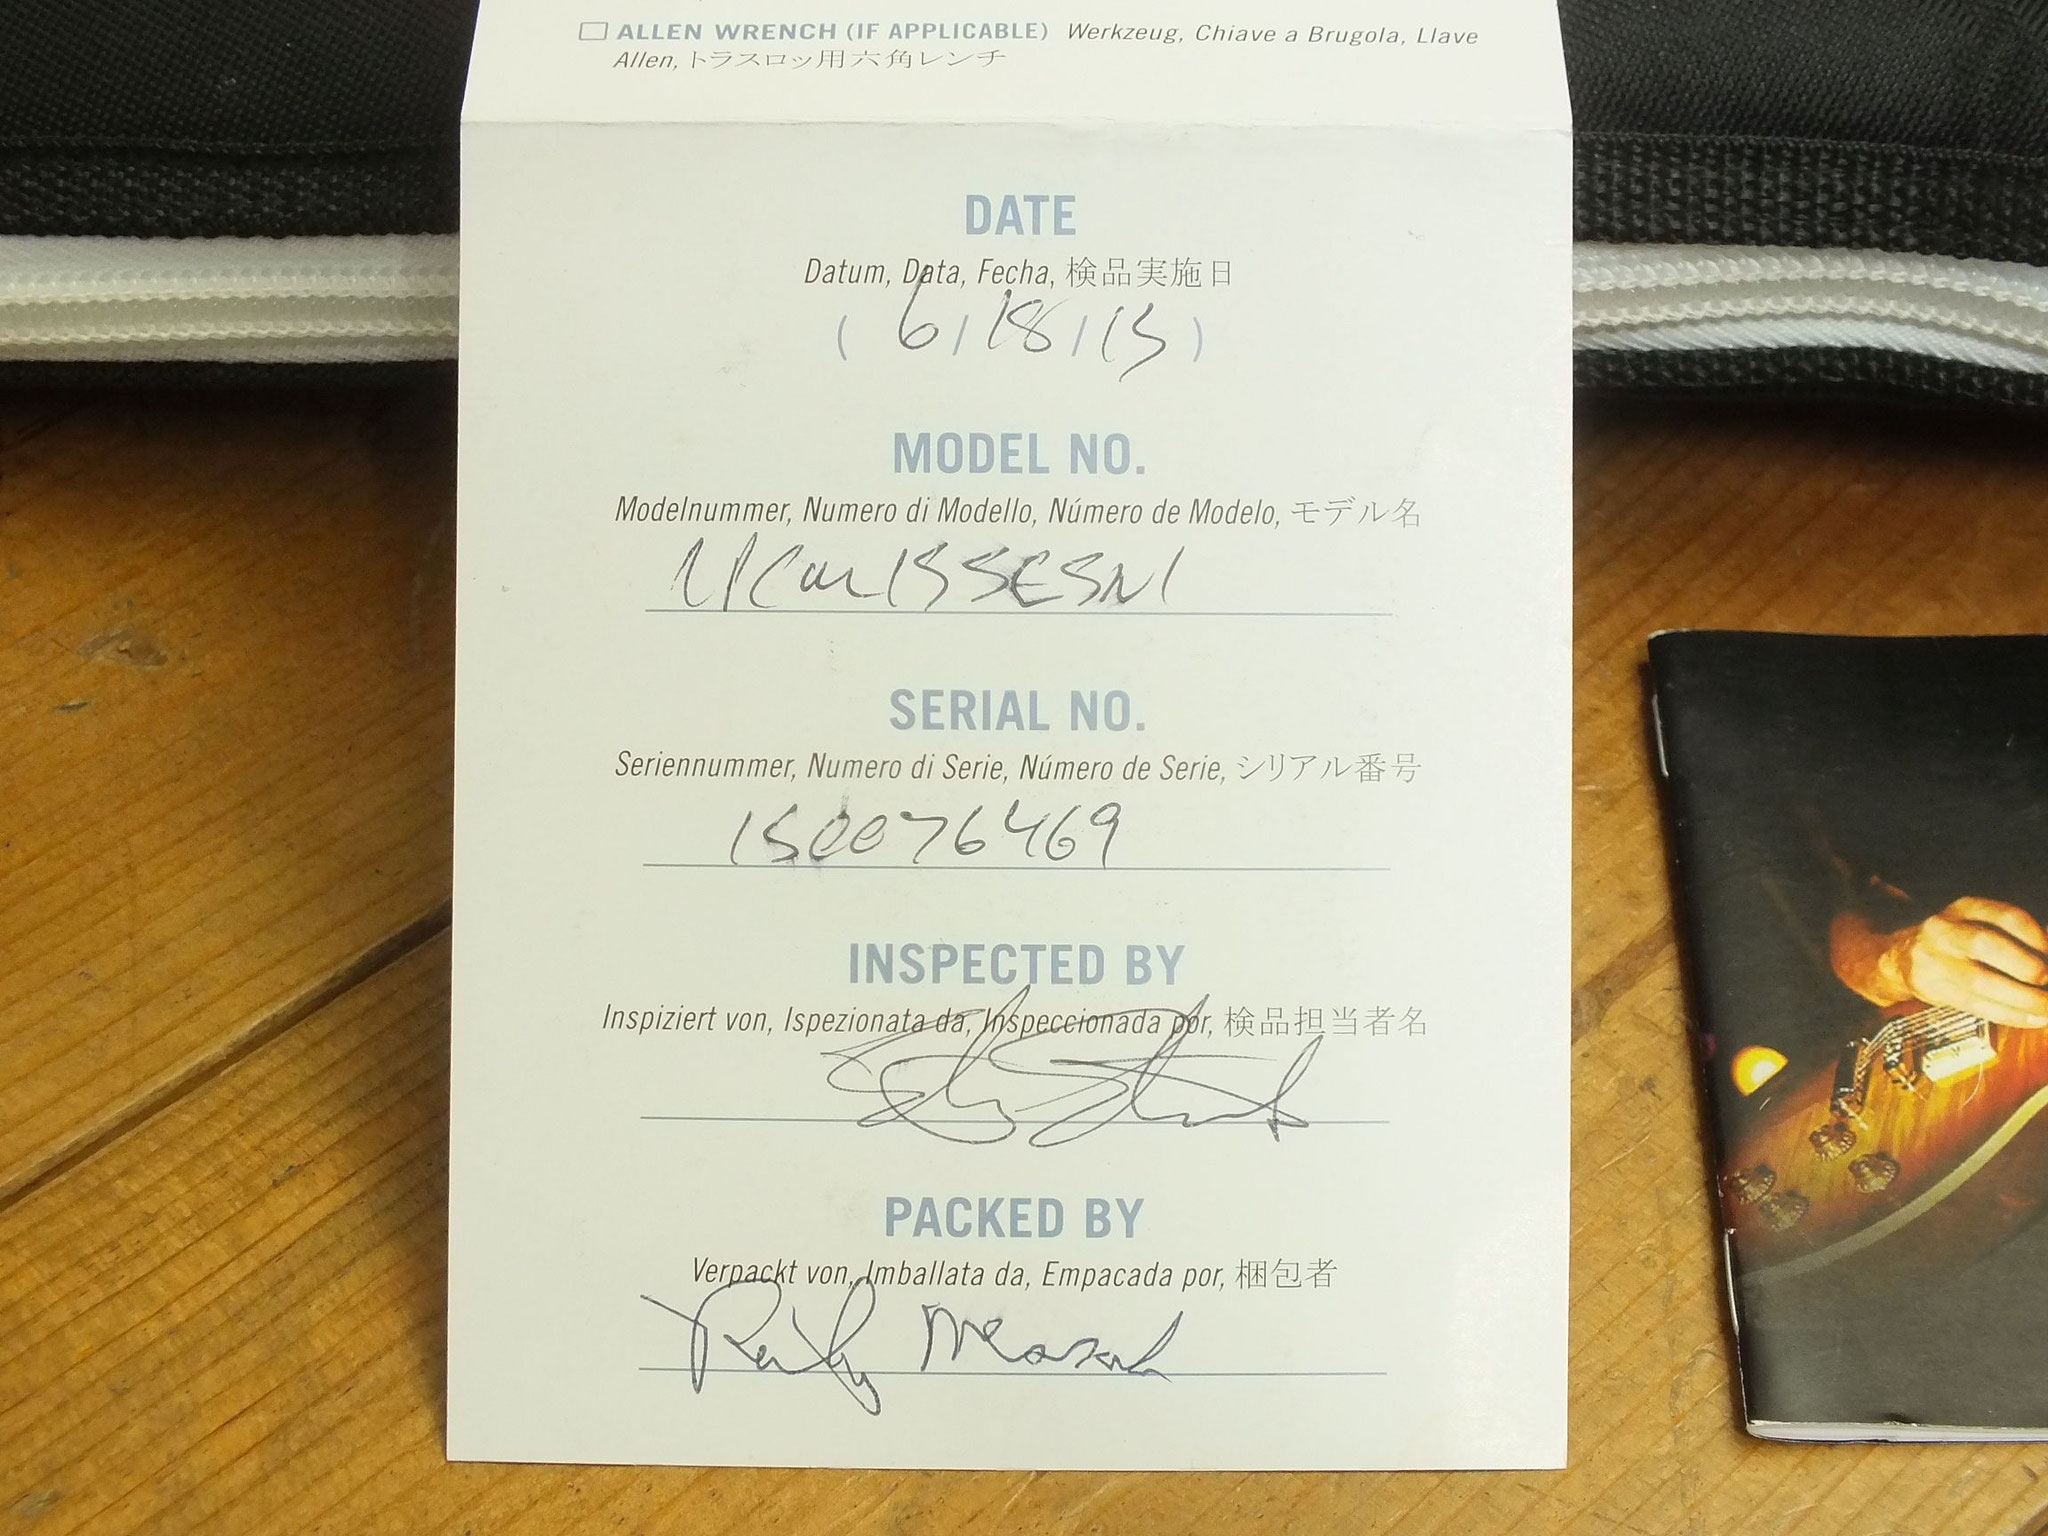 ALLEN WRENCH (IF APPLICABLE) Werkzeug, Chiave a Brugola, Llave
Allen, トラスロッ用六角レンチ
DATE
Datum, Data, Fecha, 検品実施日
( 6 / 18 / 15 )
MODEL NO.
Modelnummer, Numero di Modello, Número de Modelo, モデル名
SERIAL NO.
Seriennummer, Numero di Serie, Número de Serie, シリアル番号
150076469
INSPECTED BY
Inspiziert von, Ispezionata da, Inspeccionada por, 検品担当者名
PACKED BY
Verpackt von, Imballata da, Empacada por, 梱包者